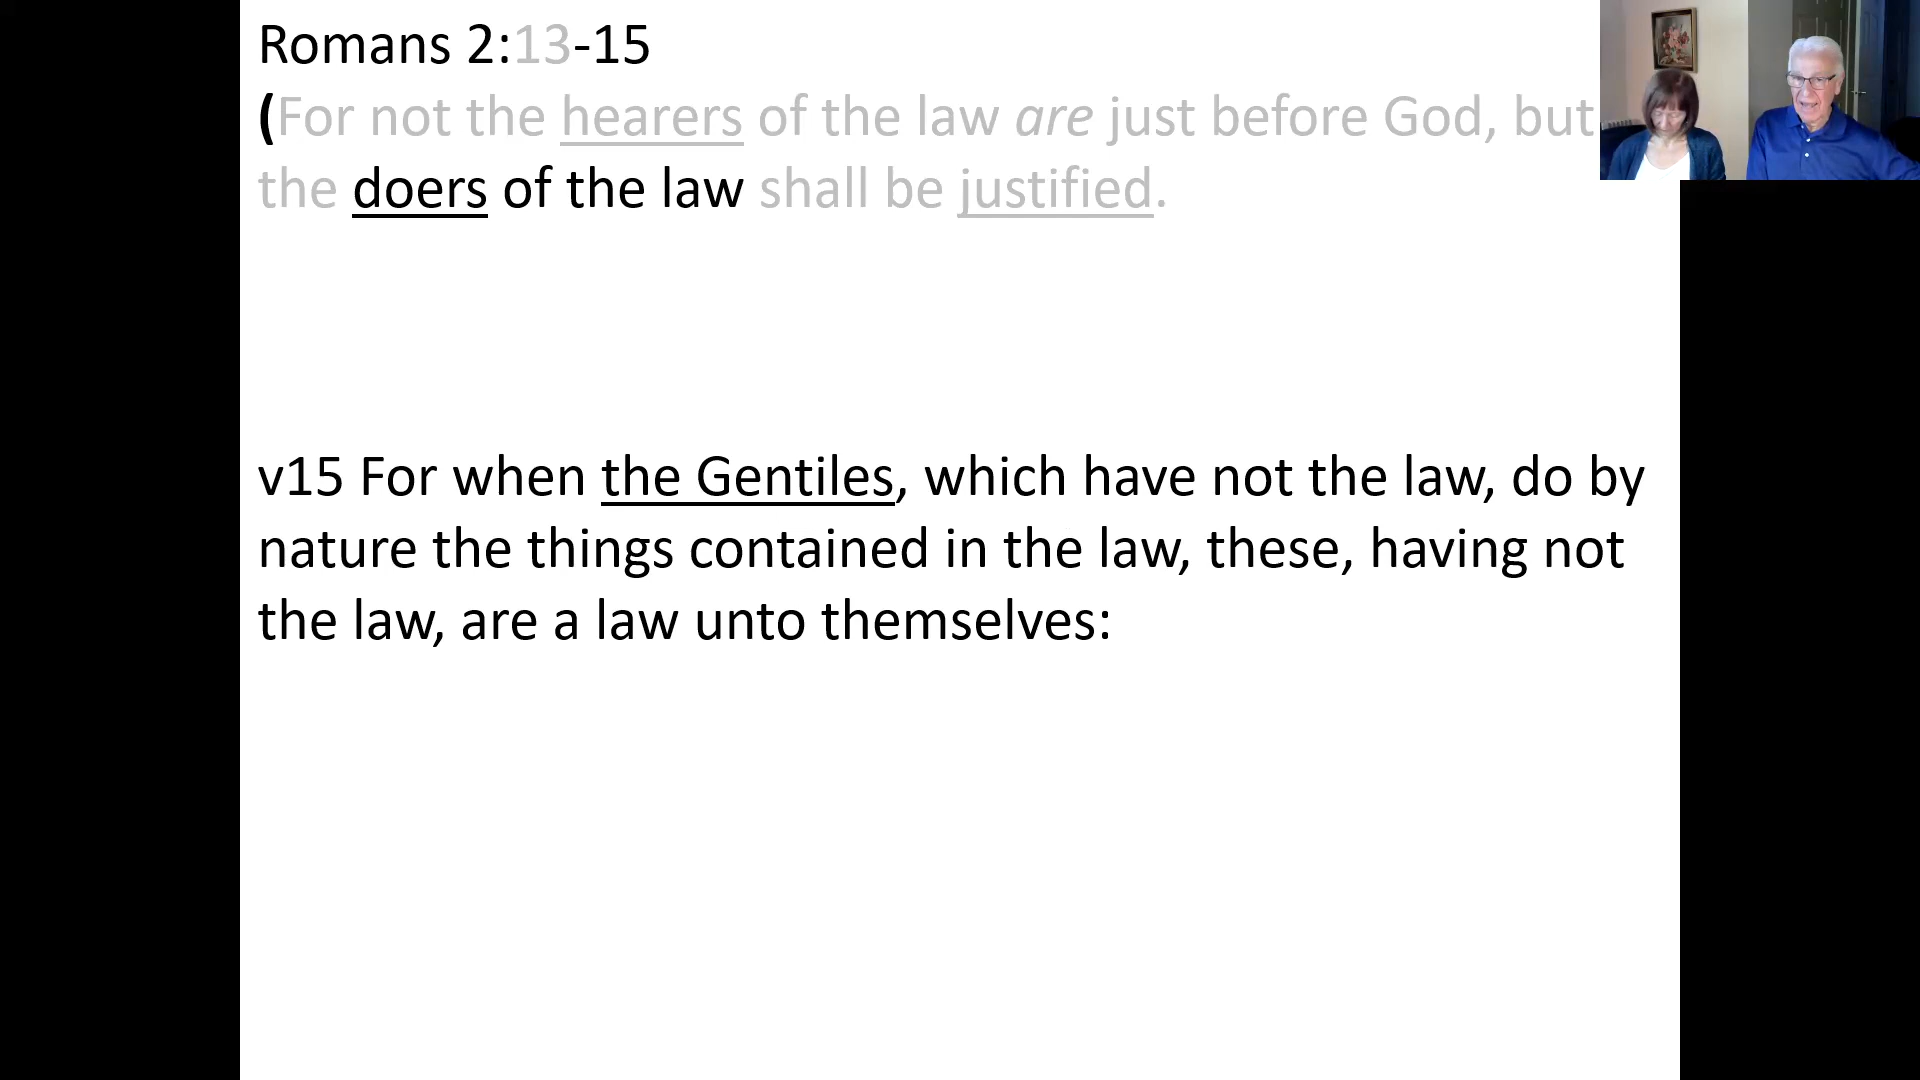 Romans 2:13-15
(For not the hearers of the law are just before God, but
the doers of the law shall be justified.
v15 For when the Gentiles, which have not the law, do by
nature the things contained in the law, these, having not
the law, are a law unto themselves: